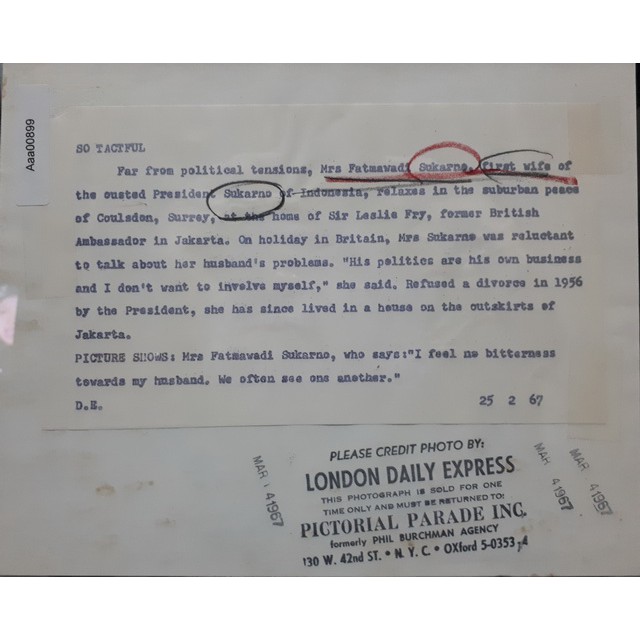 Aaa00899
SO TACTFUL
Far from political tensions, Mrs Fatmawadi Sukarno, first wife of
the ousted President Sukarno of Indonesia, relaxes in the suburban peace
of Coulsdon, Surrey, at the home of Sir Leslie Fry, former British
Ambassador in Jakarta. On holiday in Britain, Mrs Sukarno was reluctant
to talk about her husband's problems. "His politics are his own business
and I don't want to involve myself," she said. Refused a divorce in 1956
by the President, she has since lived in a house on the outskirts of
Jakarta.
PICTURE SHOWS: Mrs Fatmawadi Sukarno, who says:"I feel no bitterness
towards my husband. We often see one another."
D.E. 25 2 67
PLEASE CREDIT PHOTO BY:
LONDON DAILY EXPRESS
THIS PHOTOGRAPH IS SOLD FOR ONE
TIME ONLY AND MUST BE RETURNED TO:
PICTORIAL PARADE INC.
formerly PHIL BURCHMAN AGENCY
130 W. 42nd ST. • N. Y. C. • OXford 5-0353
MAR 4 1967
MAR 4 1967
MAR 4 1967